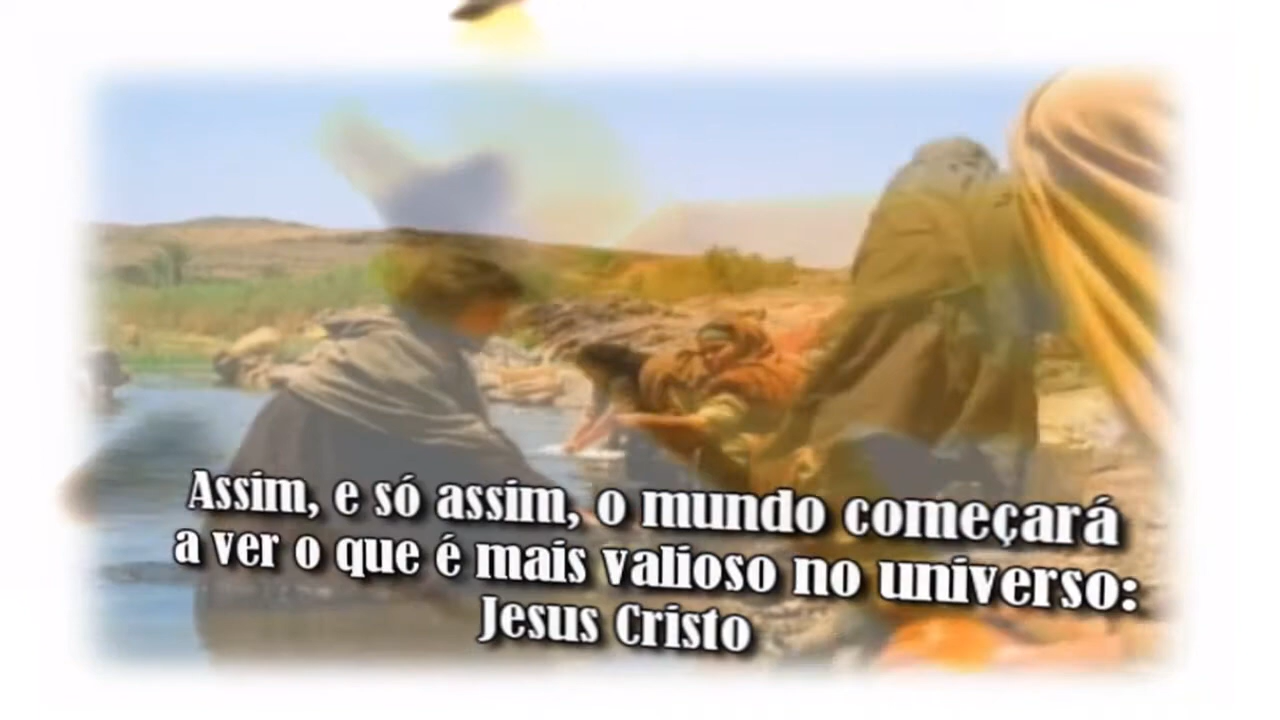 Assim, e só assim, o mundo começará
a ver o que é mais valioso no universo:
Jesus Cristo